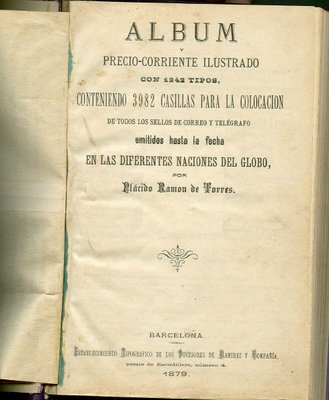 ALBUM
Y
PRECIO-CORRIENTE ILUSTRADO
CON 4242 TIPOS,
CONTENIENDO 3982 CASILLAS PARA LA COLOCACION
DE TODOS LOS SELLOS DE CORREO Y TELÉGRAFO
emitidos hasta la fecha
EN LAS DIFERENTES NACIONES DEL GLOBO,
POR
Plácido Ramon de Torres.
BARCELONA.
ESTABLECIMIENTO TIPOGRÁFICO DE LOS SUCESORES DE RAMIREZ Y COMPAÑÍA,
pasaje de Escudillers, número 4.
1879.